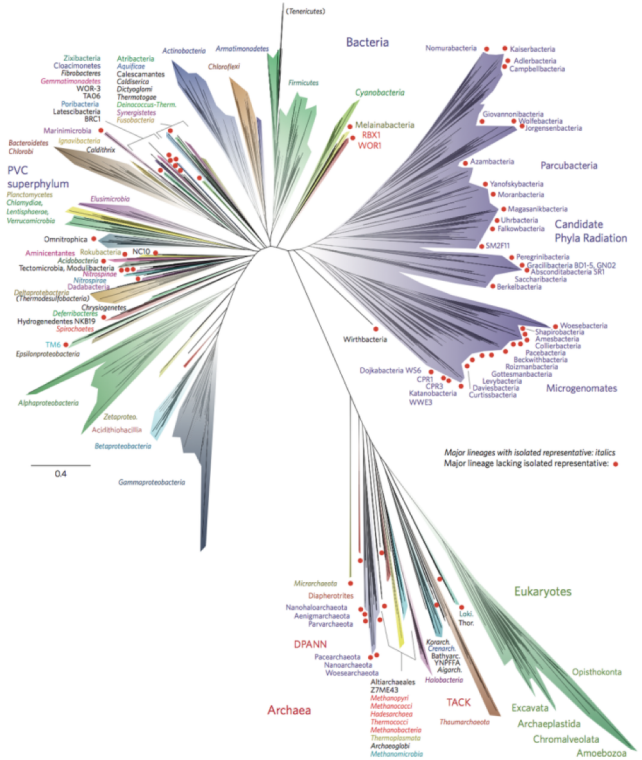 (Tenericutes)
Bacteria
Zixibacteria
Cloacimonetes
Fibrobacteres
Gemmatimonadetes
WOR-3
TA06
Poribacteria
Latescibacteria
BRC1
Atribacteria
Aquificae
Calescamantes
Caldiserica
Dictyoglomi
Thermotogae
Deinococcus-Therm.
Synergistetes
Fusobacteria
Actinobacteria
Armatimonadetes
Chloroflexi
Firmicutes
Cyanobacteria
Melainabacteria
RBX1
WOR1
Marinimicrobia
Ignavibacteria
Caldithrix
Bacteroidetes
Chlorobi
PVC
superphylum
Planctomycetes
Chlamydiae,
Lentisphaerae,
Verrucomicrobia
Elusimicrobia
Omnitrophica
Aminicentantes
Rokubacteria
NC10
Acidobacteria
Tectomicrobia, Modulibacteria
Nitrospinae
Nitrospirae
Dadabacteria
Deltaprotebacteria
(Thermodesulfobacteria)
Chrysiogenetes
Deferribacteres
Hydrogenedentes NKB19
Spirochaetes
TM6
Epsilonproteobacteria
Alphaproteobacteria
Zetaproteo.
Acidithiobacillia
Betaproteobacteria
0.4
Gammaproteobacteria
Nomurabacteria
Kaiserbacteria
Adlerbacteria
Campbellbacteria
Giovannonibacteria
Wolfebacteria
Jorgensenbacteria
Azambacteria
Parcubacteria
Yanofskybacteria
Moranbacteria
Magasanikbacteria
Uhrbacteria
Falkowbacteria
Candidate
Phyla Radiation
SM2F11
Peregrinibacteria
Gracilibacteria BD1-5, GN02
Absconditabacteria SR1
Saccharibacteria
Berkelbacteria
Wirthbacteria
Woesebacteria
Shapirobacteria
Amesbacteria
Collierbacteria
Pacebacteria
Beckwithbacteria
Roizmanbacteria
Gottesmanbacteria
Levybacteria
Daviesbacteria
Curtissbacteria
Microgenomates
Dojkabacteria WS6
CPR1
CPR3
Katanobacteria
WWE3
Major lineages with isolated representative: italics
Major lineage lacking isolated representative:
Micrarchaeota
Diapherotrites
Nanohaloarchaeota
Aenigmarchaeota
Parvarchaeota
DPANN
Pacearchaeota
Nanoarchaeota
Woesearchaeota
Archaea
Altiarchaeales
Z7ME43
Methanopyri
Methanococci
Hadesarchaea
Thermococci
Methanobacteria
Thermoplasmata
Archaeoglobi
Methanomicrobia
Halobacteria
Korarch.
Crenarch.
Bathyarc.
YNPFFA
Aigarch.
TACK
Thaumarchaeota
Loki.
Thor.
Eukaryotes
Opisthokonta
Excavata
Archaeplastida
Chromalveolata
Amoebozoa